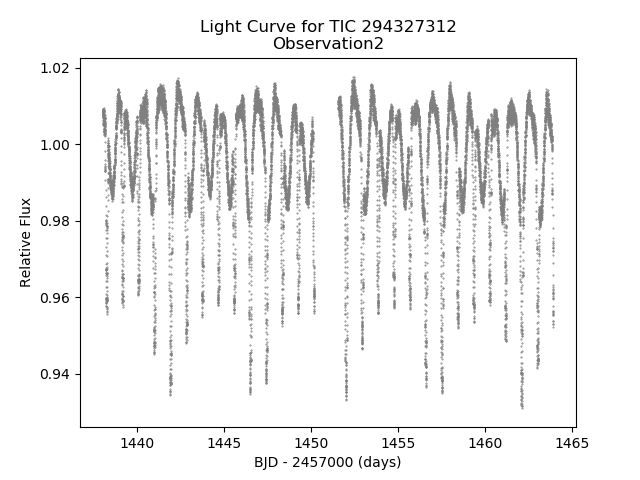 Light Curve for TIC 294327312
Observation2
1.02
1.00
0.98
0.96
0.94
Relative Flux
1440 1445 1450 1455 1460 1465
BJD - 2457000 (days)